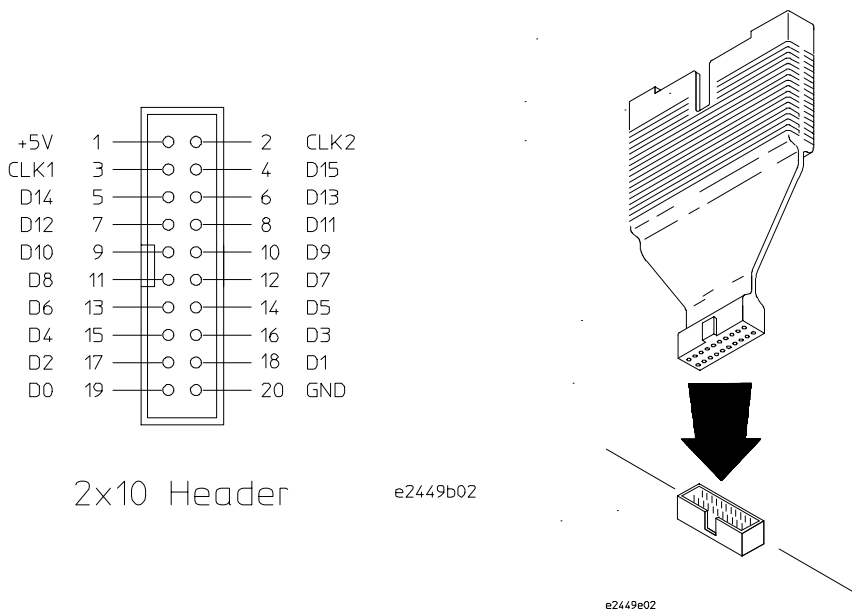 +5V 1 2 CLK2
CLK1 3 4 D15
D14 5 6 D13
D12 7 8 D11
D10 9 10 D9
D8 11 12 D7
D6 13 14 D5
D4 15 16 D3
D2 17 18 D1
D0 19 20 GND
2x10 Header
e2449b02
e2449e02